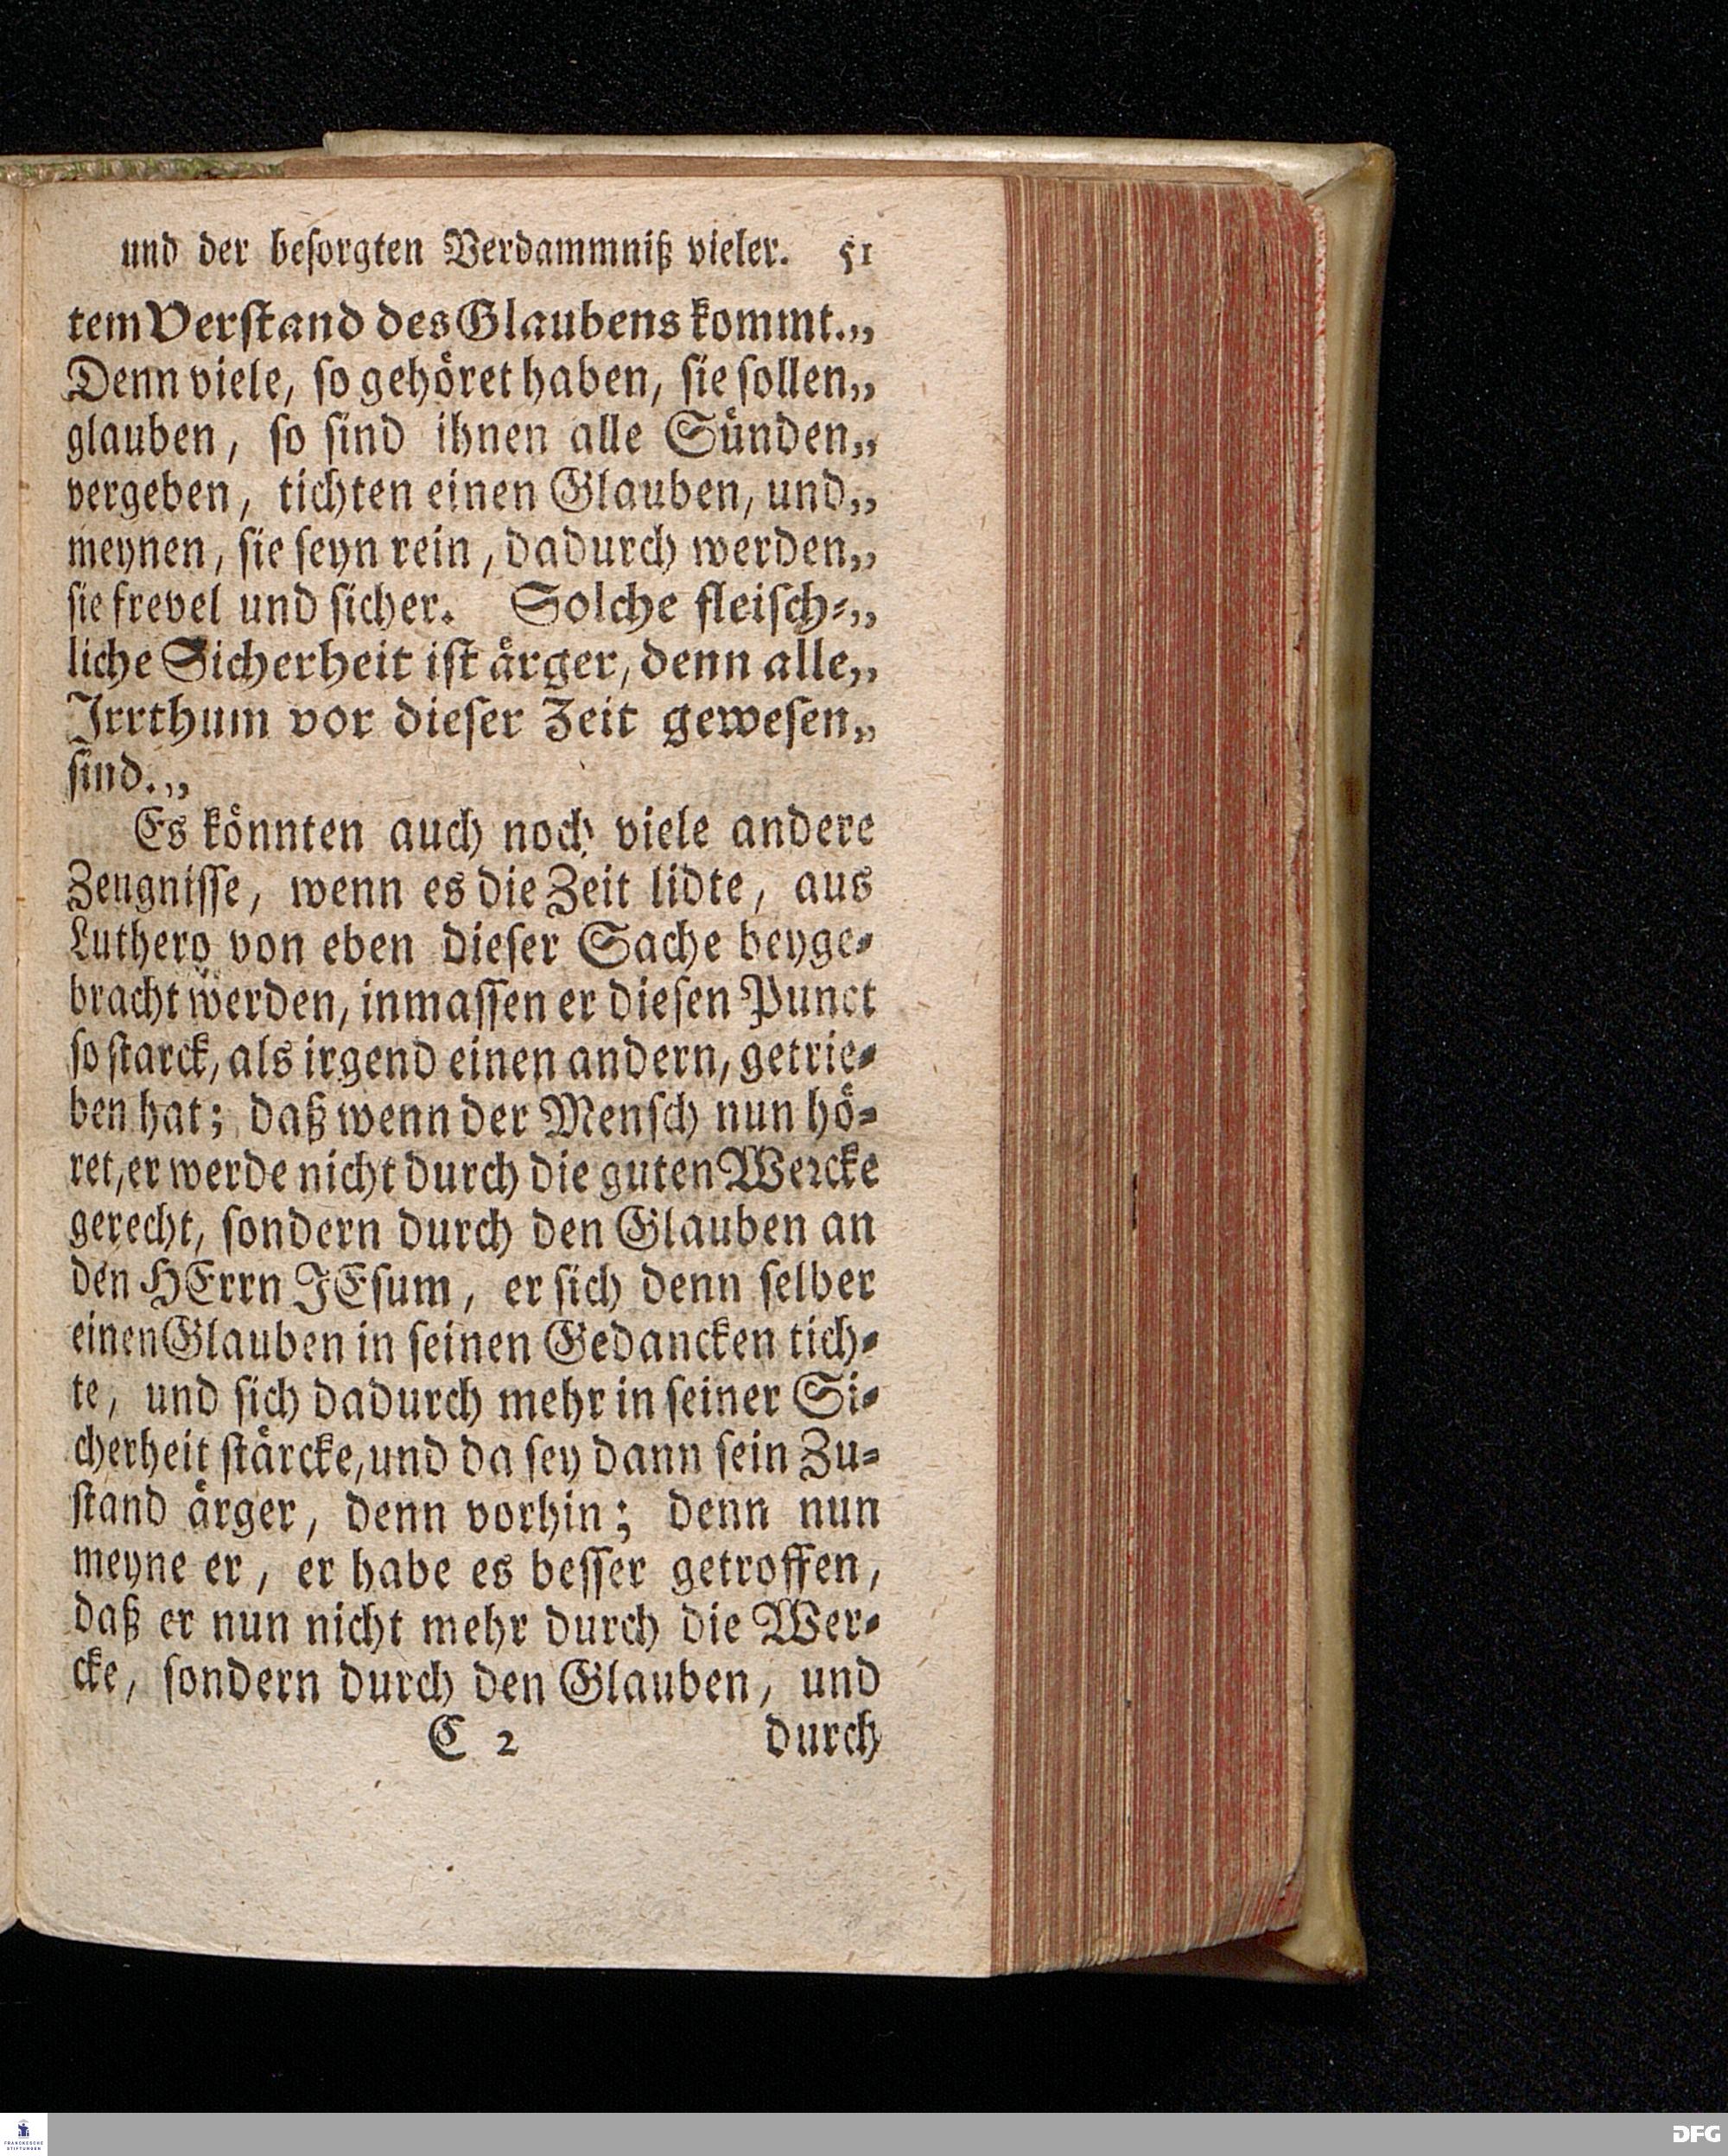 und der besorgten Verdammniß vieler. 51
tem Verstand des Glaubens kommt.„
Denn viele, so gehöret haben, sie sollen„
glauben, so sind ihnen alle Sünden„
vergeben, tichten einen Glauben, und„
meynen, sie seyn rein, dadurch werden„
sie frevel und sicher. Solche fleisch-„
liche Sicherheit ist ärger, denn alle„
Irrthum vor dieser Zeit gewesen„
sind.„
Es könnten auch noch viele andere
Zeugnisse, wenn es die Zeit lidte, aus
Luthero von eben dieser Sache beyge-
bracht werden, inmassen er diesen Punct
so starck, als irgend einen andern, getrie-
ben hat; daß wenn der Mensch nun hö-
ret, er werde nicht durch die guten Wercke
gerecht, sondern durch den Glauben an
den HErrn JEsum, er sich denn selber
einen Glauben in seinen Gedancken tich-
te, und sich dadurch mehr in seiner Si-
cherheit stärcke, und da sey dann sein Zu-
stand ärger, denn vorhin; denn nun
meyne er, er habe es besser getroffen,
daß er nun nicht mehr durch die Wer-
cke, sondern durch den Glauben, und
C 2 durch
FRANCKESCHE
STIFTUNGEN
DFG